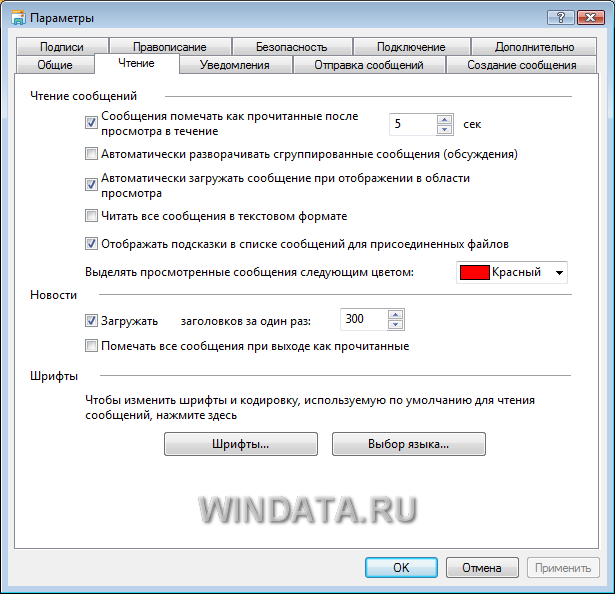 Параметры
Подписи Правописание Безопасность Подключение Дополнительно
Общие Чтение Уведомления Отправка сообщений Создание сообщения
Чтение сообщений
Сообщения помечать как прочитанные после
просмотра в течение
5 сек
Автоматически разворачивать сгруппированные сообщения (обсуждения)
Автоматически загружать сообщение при отображении в области
просмотра
Читать все сообщения в текстовом формате
Отображать подсказки в списке сообщений для присоединенных файлов
Выделять просмотренные сообщения следующим цветом: Красный
Новости
Загружать заголовков за один раз: 300
Помечать все сообщения при выходе как прочитанные
Шрифты
Чтобы изменить шрифты и кодировку, используемую по умолчанию для чтения
сообщений, нажмите здесь
Шрифты... Выбор языка...
WINDATA.RU
OK Отмена Применить